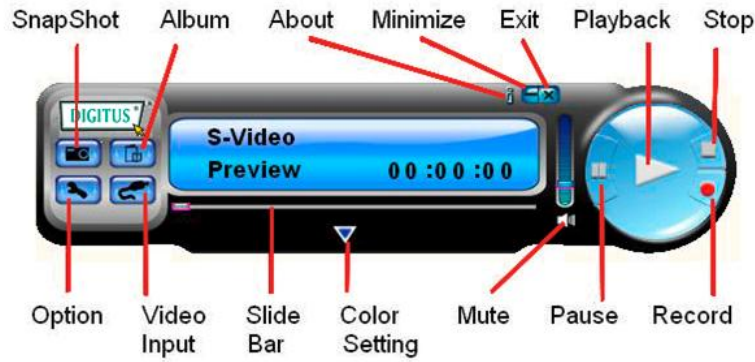 SnapShot Album About Minimize Exit Playback Stop
DIGITUS®
S-Video
Preview 00:00:00
Option Video Input Slide Bar Color Setting Mute Pause Record